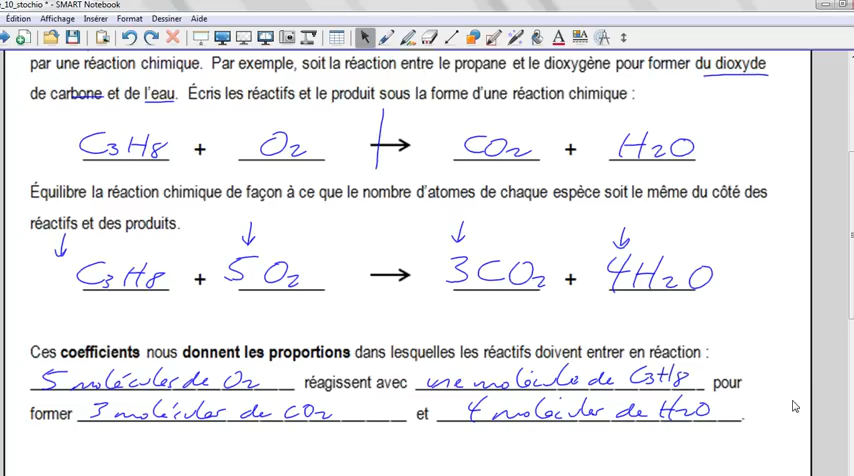 _10_stochio * - SMART Notebook
Édition Affichage Insérer Format Dessiner Aide
par une réaction chimique. Par exemple, soit la réaction entre le propane et le dioxygène pour former du dioxyde
de carbone et de l'eau. Écris les réactifs et le produit sous la forme d'une réaction chimique :
C3H8 + O2 → CO2 + H2O
Équilibre la réaction chimique de façon à ce que le nombre d'atomes de chaque espèce soit le même du côté des
réactifs et des produits.
C3H8 + 5 O2 → 3CO2 + 4H2O
Ces coefficients nous donnent les proportions dans lesquelles les réactifs doivent entrer en réaction :
5 molécules de O2 réagissent avec une molécule de C3H8 pour
former 3 molécules de CO2 et 4 molécules de H2O.